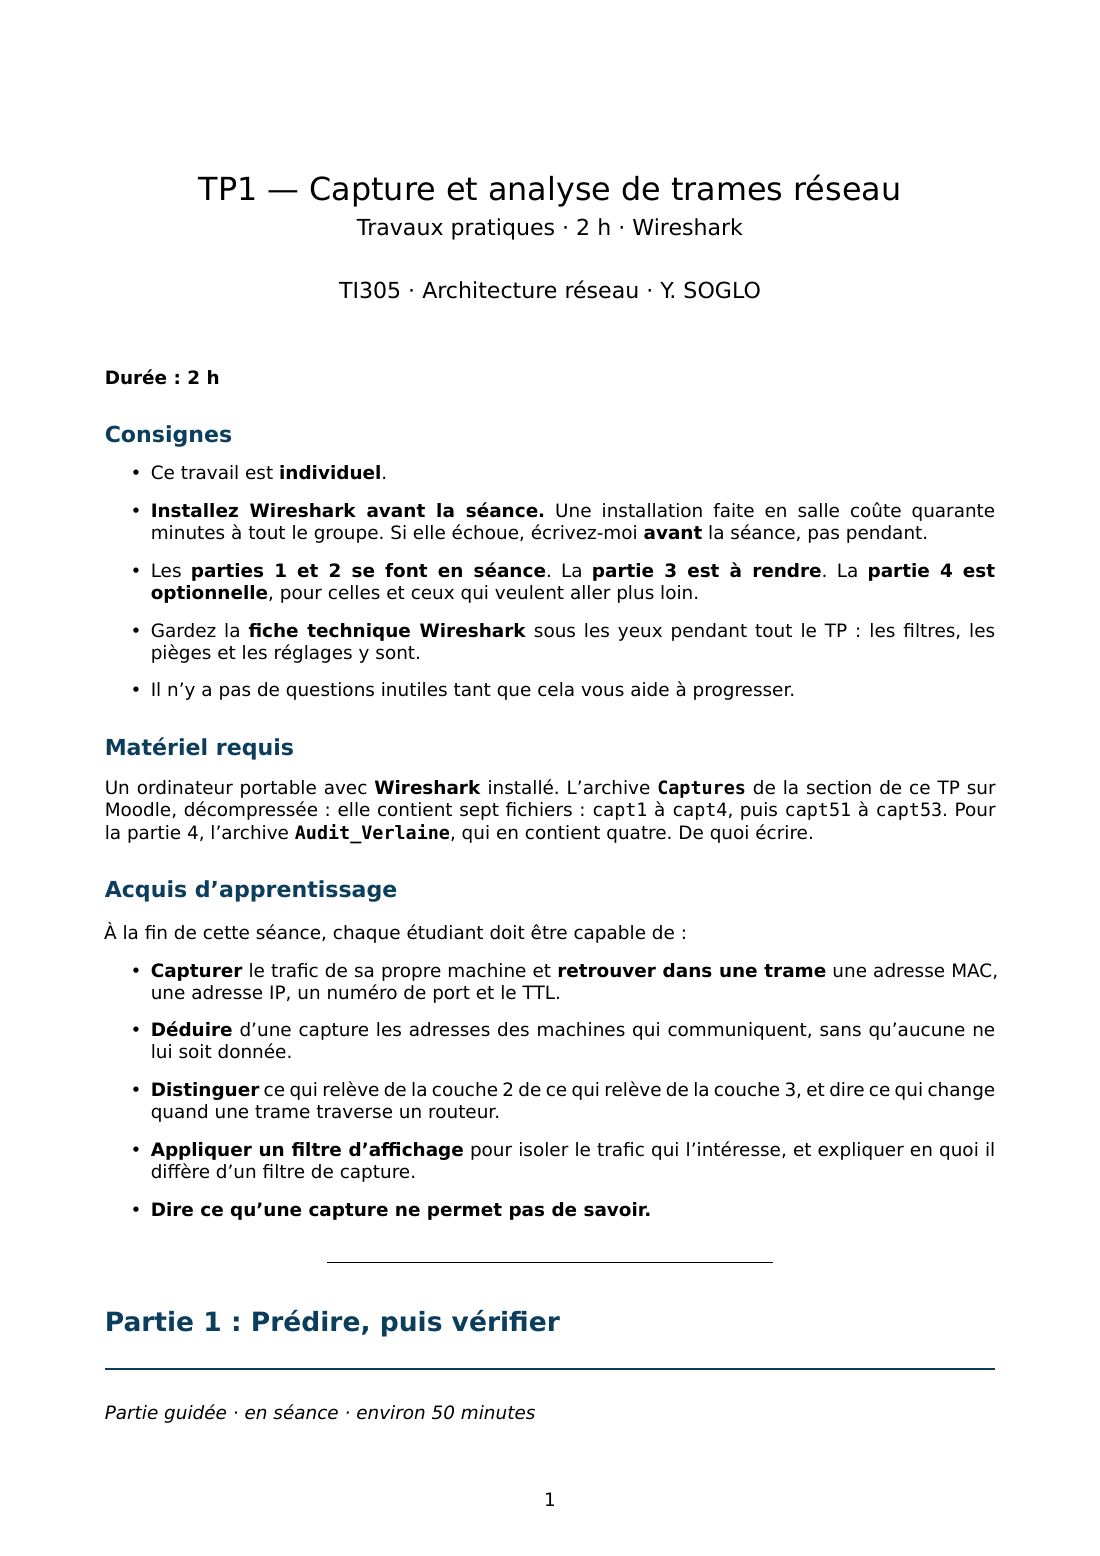 TP1 — Capture et analyse de trames réseau
Travaux pratiques · 2 h · Wireshark
TI305 · Architecture réseau · Y. SOGLO
Durée : 2 h
Consignes
• Ce travail est individuel.
• Installez Wireshark avant la séance. Une installation faite en salle coûte quarante
minutes à tout le groupe. Si elle échoue, écrivez-moi avant la séance, pas pendant.
• Les parties 1 et 2 se font en séance. La partie 3 est à rendre. La partie 4 est
optionnelle, pour celles et ceux qui veulent aller plus loin.
• Gardez la fiche technique Wireshark sous les yeux pendant tout le TP : les filtres, les
pièges et les réglages y sont.
• Il n’y a pas de questions inutiles tant que cela vous aide à progresser.
Matériel requis
Un ordinateur portable avec Wireshark installé. L’archive Captures de la section de ce TP sur
Moodle, décompressée : elle contient sept fichiers : capt1 à capt4, puis capt51 à capt53. Pour
la partie 4, l’archive Audit_Verlaine, qui en contient quatre. De quoi écrire.
Acquis d’apprentissage
À la fin de cette séance, chaque étudiant doit être capable de :
• Capturer le trafic de sa propre machine et retrouver dans une trame une adresse MAC,
une adresse IP, un numéro de port et le TTL.
• Déduire d’une capture les adresses des machines qui communiquent, sans qu’aucune ne
lui soit donnée.
• Distinguer ce qui relève de la couche 2 de ce qui relève de la couche 3, et dire ce qui change
quand une trame traverse un routeur.
• Appliquer un filtre d’affichage pour isoler le trafic qui l’intéresse, et expliquer en quoi il
diffère d’un filtre de capture.
• Dire ce qu’une capture ne permet pas de savoir.
Partie 1 : Prédire, puis vérifier
Partie guidée · en séance · environ 50 minutes
1